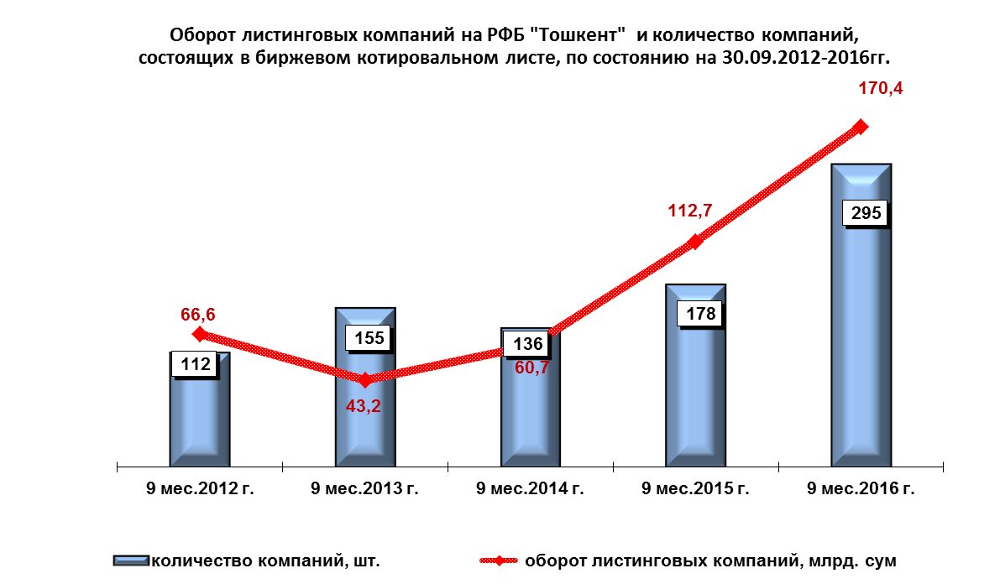 Оборот листинговых компаний на РФБ "Тошкент"  и количество компаний,
состоящих в биржевом котировальном листе, по состоянию на 30.09.2012-2016гг.
170,4
112,7
295
66,6
178
155
136
112
60,7
43,2
9 мес.2012 г.
9 мес.2013 г.
9 мес.2014 г.
9 мес.2015 г.
9 мес.2016 г.
количество компаний, шт.
оборот листинговых компаний, млрд. сум